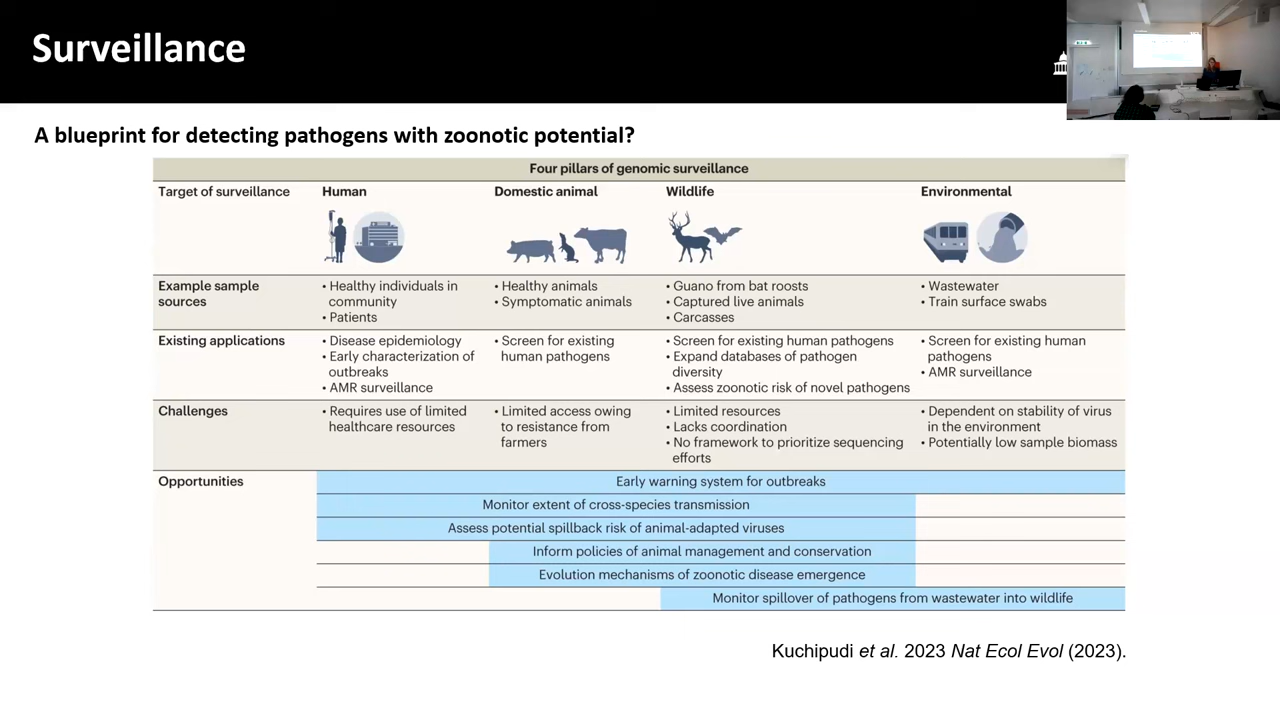 Surveillance
A blueprint for detecting pathogens with zoonotic potential?
Four pillars of genomic surveillance
Target of surveillance
Human
Domestic animal
Wildlife
Environmental
Example sample
sources
• Healthy individuals in
community
• Patients
• Healthy animals
• Symptomatic animals
• Guano from bat roosts
• Captured live animals
• Carcasses
• Wastewater
• Train surface swabs
Existing applications
• Disease epidemiology
• Early characterization of
outbreaks
• AMR surveillance
• Screen for existing
human pathogens
• Screen for existing human pathogens
• Expand databases of pathogen
diversity
• Assess zoonotic risk of novel pathogens
• Screen for existing human
pathogens
• AMR surveillance
Challenges
• Requires use of limited
healthcare resources
• Limited access owing
to resistance from
farmers
• Limited resources
• Lacks coordination
• No framework to prioritize sequencing
efforts
• Dependent on stability of virus
in the environment
• Potentially low sample biomass
Opportunities
Early warning system for outbreaks
Monitor extent of cross-species transmission
Assess potential spillback risk of animal-adapted viruses
Inform policies of animal management and conservation
Evolution mechanisms of zoonotic disease emergence
Monitor spillover of pathogens from wastewater into wildlife
Kuchipudi et al. 2023 Nat Ecol Evol (2023).